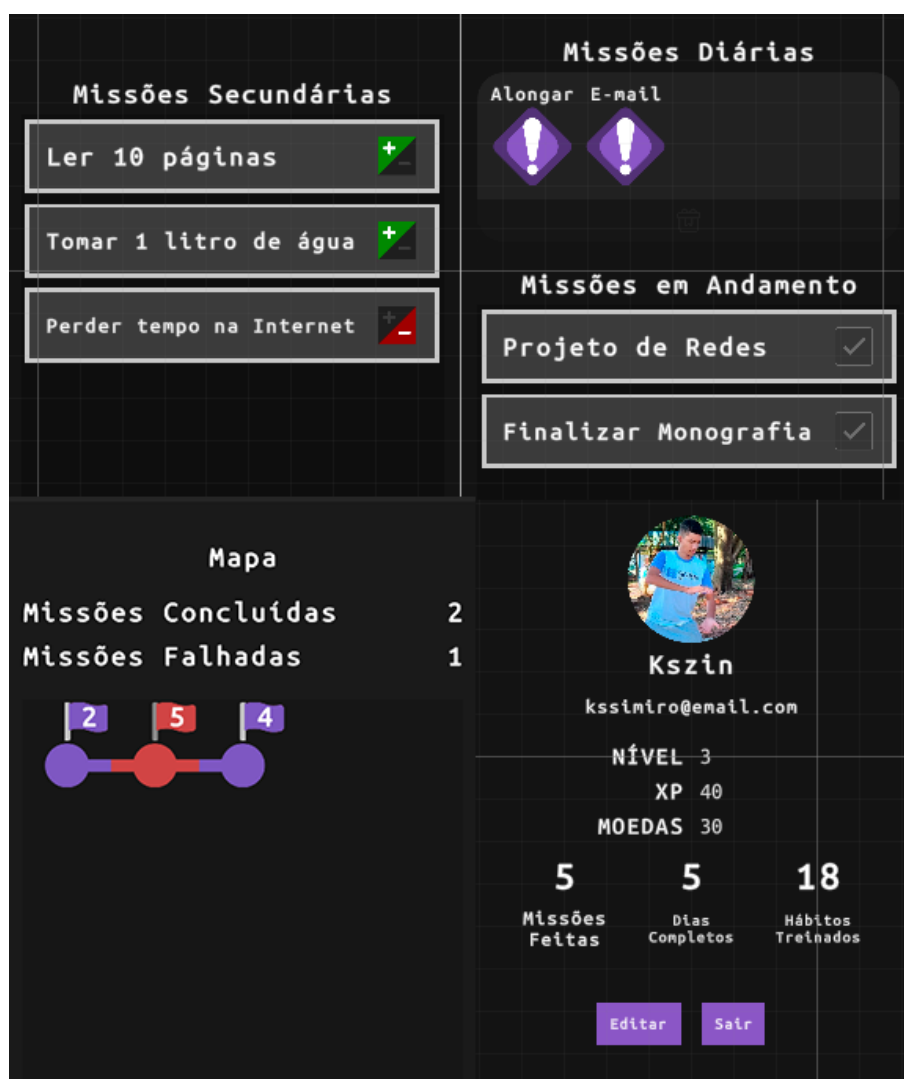 Missões Secundárias
Ler 10 páginas
Tomar 1 litro de água
Perder tempo na Internet
Missões Diárias
Alongar E-mail
Missões em Andamento
Projeto de Redes
Finalizar Monografia
Mapa
Missões Concluídas 2
Missões Falhadas 1
2 5 4
Kszin
kssimiro@email.com
NÍVEL 3
XP 40
MOEDAS 30
5 5 18
Missões Feitas
Dias Completos
Hábitos Treinados
Editar Sair